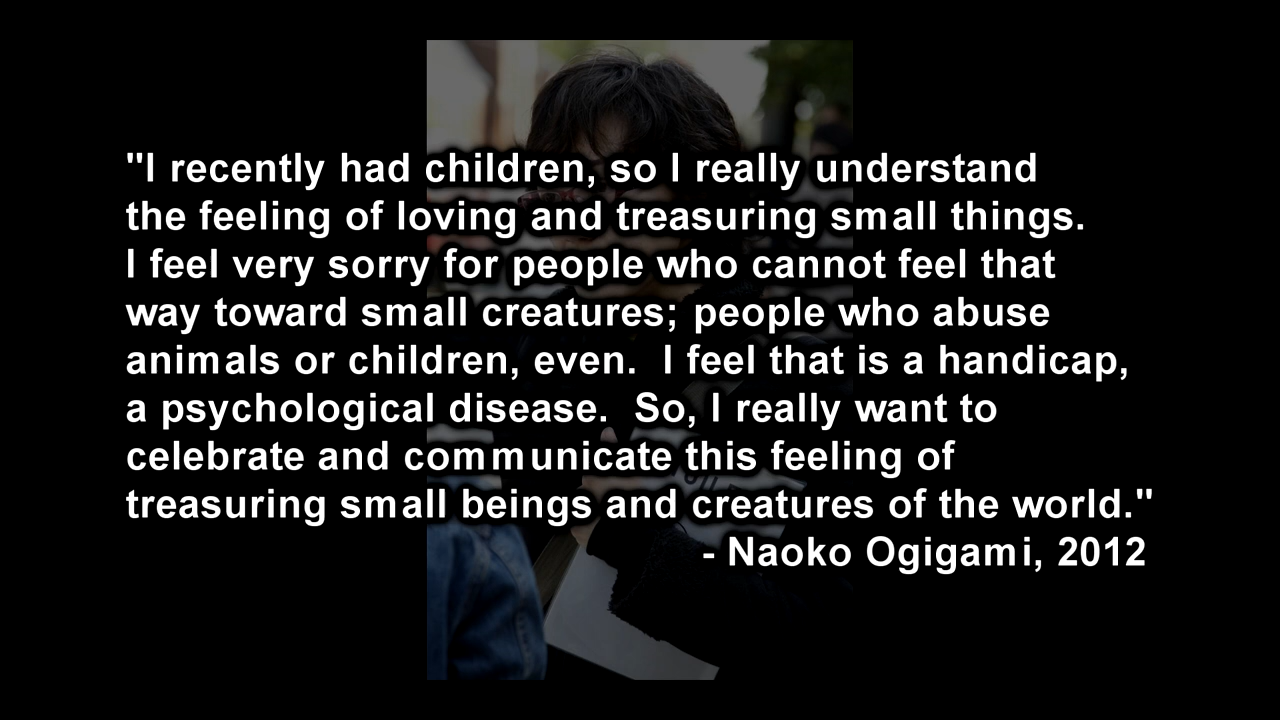 "I recently had children, so I really understand
the feeling of loving and treasuring small things.
I feel very sorry for people who cannot feel that
way toward small creatures; people who abuse
animals or children, even.  I feel that is a handicap,
a psychological disease.  So, I really want to
celebrate and communicate this feeling of
treasuring small beings and creatures of the world."
- Naoko Ogigami, 2012